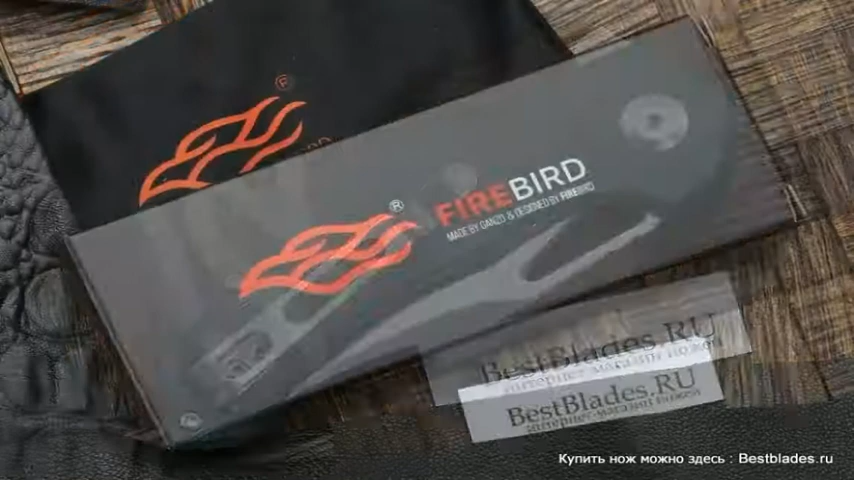 ®
FIREBIRD
MADE BY GANZO & DESIGNED BY FIREBIRD
®
BestBlades.RU
интернет-магазин ножей
BestBlades.RU
интернет-магазин ножей
Купить нож можно здесь : Bestblades.ru